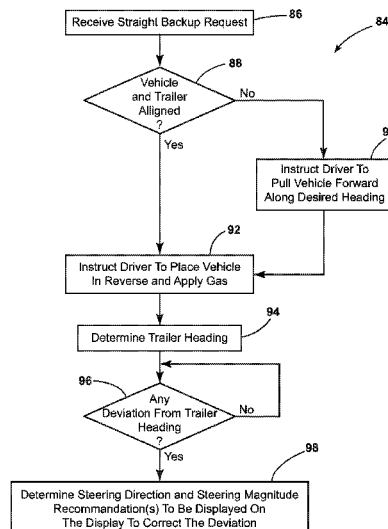 Receive Straight Backup Request
86
84
88
Vehicle
and Trailer
Alligned
?
No
Yes
Instruct Driver To
Pull Vehicle Forward
Along Desired Heading
92
Instruct Driver To Place Vehicle
In Reverse and Apply Gas
94
Determine Trailer Heading
96
Any
Deviation From Trailer
Heading
?
No
Yes
98
Determine Steering Direction and Steering Magnitude
Recommandation(s) To Be Displayed On
The Display To Correct The Deviation